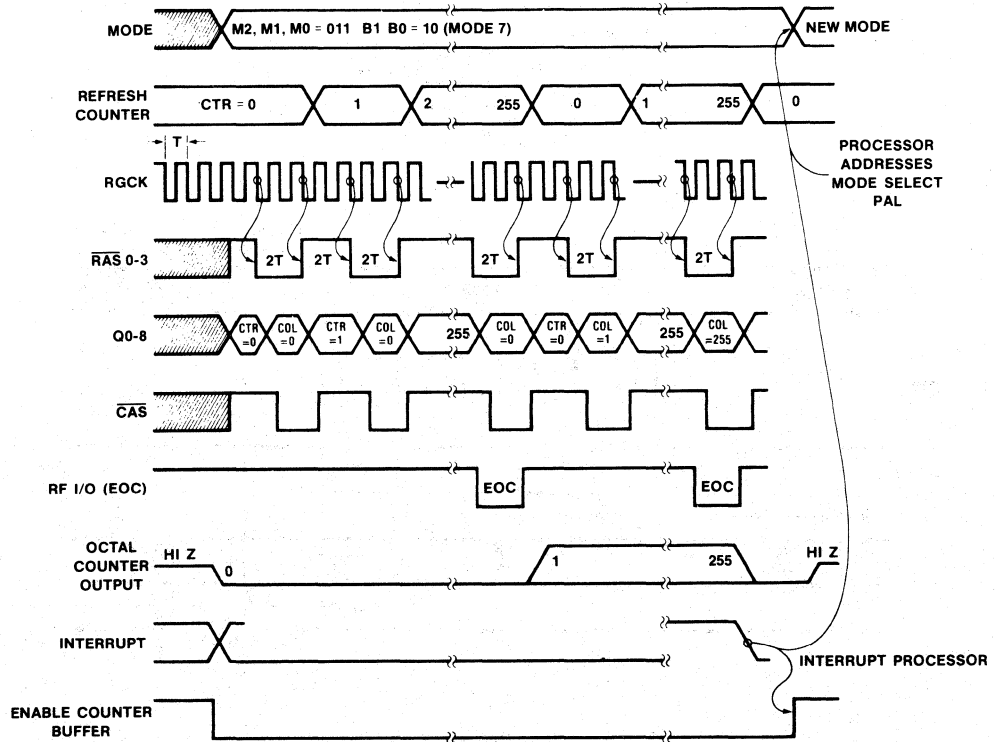 MODE
M2, M1, M0 = 011 B1 B0 = 10 (MODE 7)
NEW MODE
REFRESH
COUNTER
CTR = 0
1
2
255
0
1
255
0
T
RGCK
PROCESSOR
ADDRESSES
MODE SELECT
PAL
RAS 0-3
2T
2T
2T
2T
2T
2T
Q0-8
CTR
=0
COL
=0
CTR
=1
COL
=0
255
COL
=0
CTR
=0
COL
=1
255
COL
=255
CAS
RF I/O (EOC)
EOC
EOC
OCTAL
COUNTER
OUTPUT
HI Z
0
1
255
HI Z
INTERRUPT
INTERRUPT PROCESSOR
ENABLE COUNTER
BUFFER